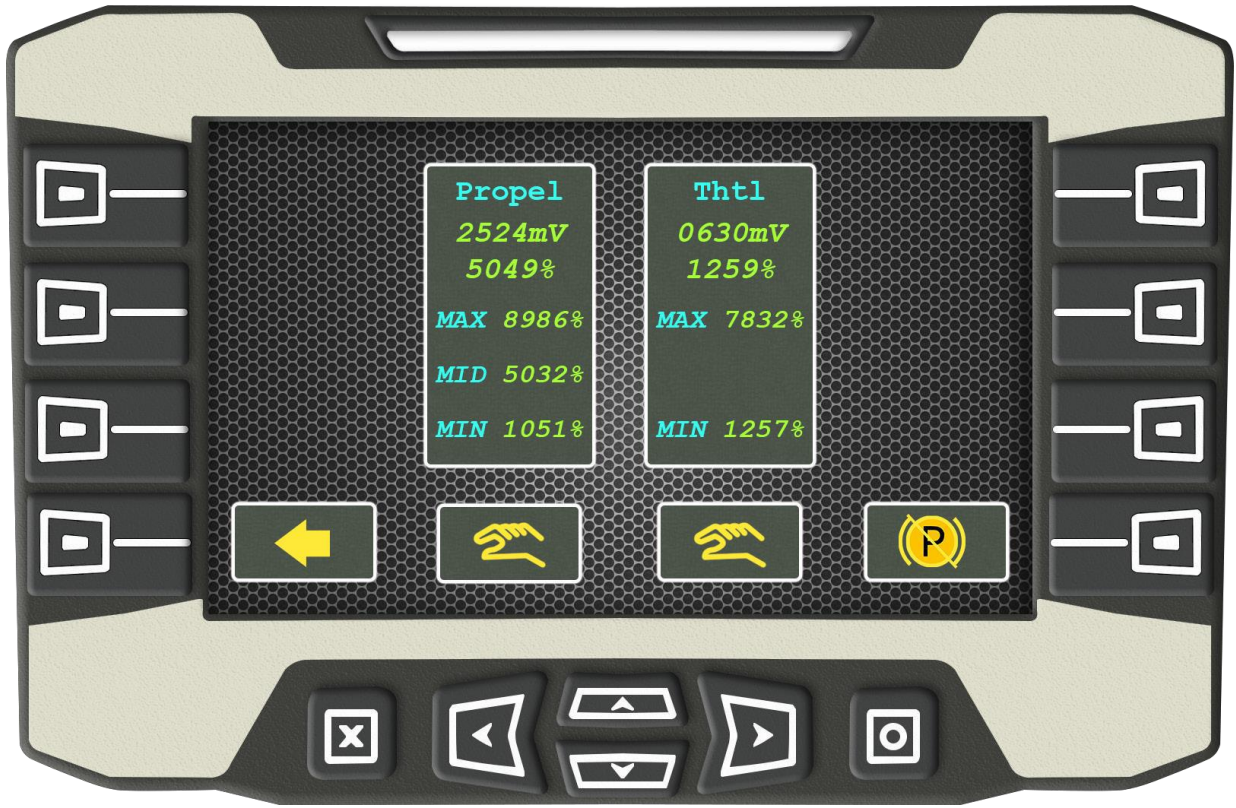 Propel
2524mV
5049%
MAX 8986%
MID 5032%
MIN 1051%
Thtl
0630mV
1259%
MAX 7832%
MIN 1257%
P